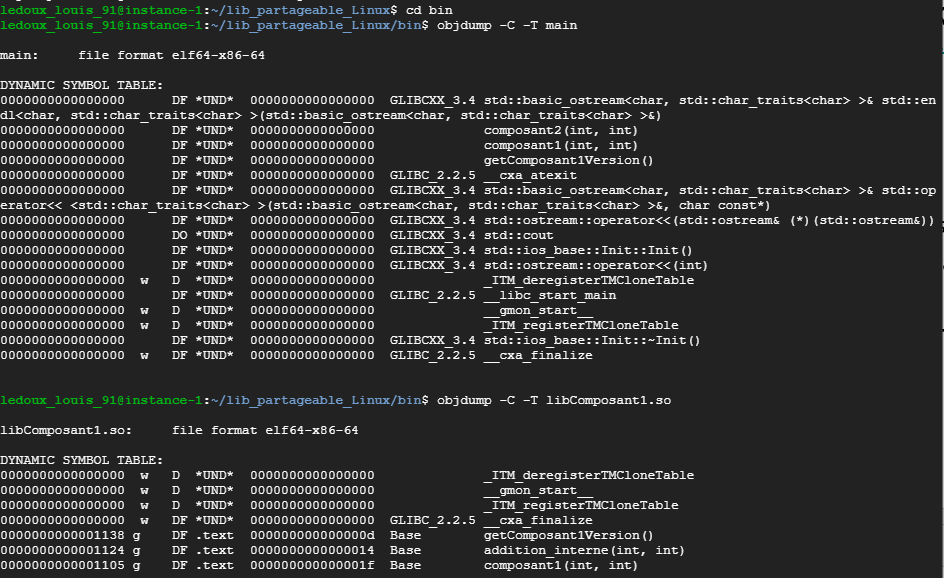 ledoux_louis_91@instance-1:~/lib_partageable_Linux$ cd bin
ledoux_louis_91@instance-1:~/lib_partageable_Linux/bin$ objdump -C -T main
main:     file format elf64-x86-64
DYNAMIC SYMBOL TABLE:
0000000000000000      DF *UND*  0000000000000000  GLIBCXX_3.4 std::basic_ostream<char, std::char_traits<char> >& std::en
dl<char, std::char_traits<char> >(std::basic_ostream<char, std::char_traits<char> >&)
0000000000000000      DF *UND*  0000000000000000              composant2(int, int)
0000000000000000      DF *UND*  0000000000000000              composant1(int, int)
0000000000000000      DF *UND*  0000000000000000              getComposant1Version()
0000000000000000      DF *UND*  0000000000000000  GLIBC_2.2.5 __cxa_atexit
0000000000000000      DF *UND*  0000000000000000  GLIBCXX_3.4 std::basic_ostream<char, std::char_traits<char> >& std::op
erator<< <std::char_traits<char> >(std::basic_ostream<char, std::char_traits<char> >&, char const*)
0000000000000000      DF *UND*  0000000000000000  GLIBCXX_3.4 std::ostream::operator<<(std::ostream& (*)(std::ostream&))
0000000000000000      DO *UND*  0000000000000000  GLIBCXX_3.4 std::cout
0000000000000000      DF *UND*  0000000000000000  GLIBCXX_3.4 std::ios_base::Init::Init()
0000000000000000      DF *UND*  0000000000000000  GLIBCXX_3.4 std::ostream::operator<<(int)
0000000000000000  w   D  *UND*  0000000000000000              _ITM_deregisterTMCloneTable
0000000000000000      DF *UND*  0000000000000000  GLIBC_2.2.5 __libc_start_main
0000000000000000  w   D  *UND*  0000000000000000              __gmon_start__
0000000000000000  w   D  *UND*  0000000000000000              _ITM_registerTMCloneTable
0000000000000000      DF *UND*  0000000000000000  GLIBCXX_3.4 std::ios_base::Init::~Init()
0000000000000000  w   DF *UND*  0000000000000000  GLIBC_2.2.5 __cxa_finalize
ledoux_louis_91@instance-1:~/lib_partageable_Linux/bin$ objdump -C -T libComposant1.so
libComposant1.so:     file format elf64-x86-64
DYNAMIC SYMBOL TABLE:
0000000000000000  w   D  *UND*  0000000000000000              _ITM_deregisterTMCloneTable
0000000000000000  w   D  *UND*  0000000000000000              __gmon_start__
0000000000000000  w   D  *UND*  0000000000000000              _ITM_registerTMCloneTable
0000000000000000  w   DF *UND*  0000000000000000  GLIBC_2.2.5 __cxa_finalize
0000000000001138 g    DF .text  000000000000000d  Base        getComposant1Version()
0000000000001124 g    DF .text  0000000000000014  Base        addition_interne(int, int)
0000000000001105 g    DF .text  000000000000001f  Base        composant1(int, int)